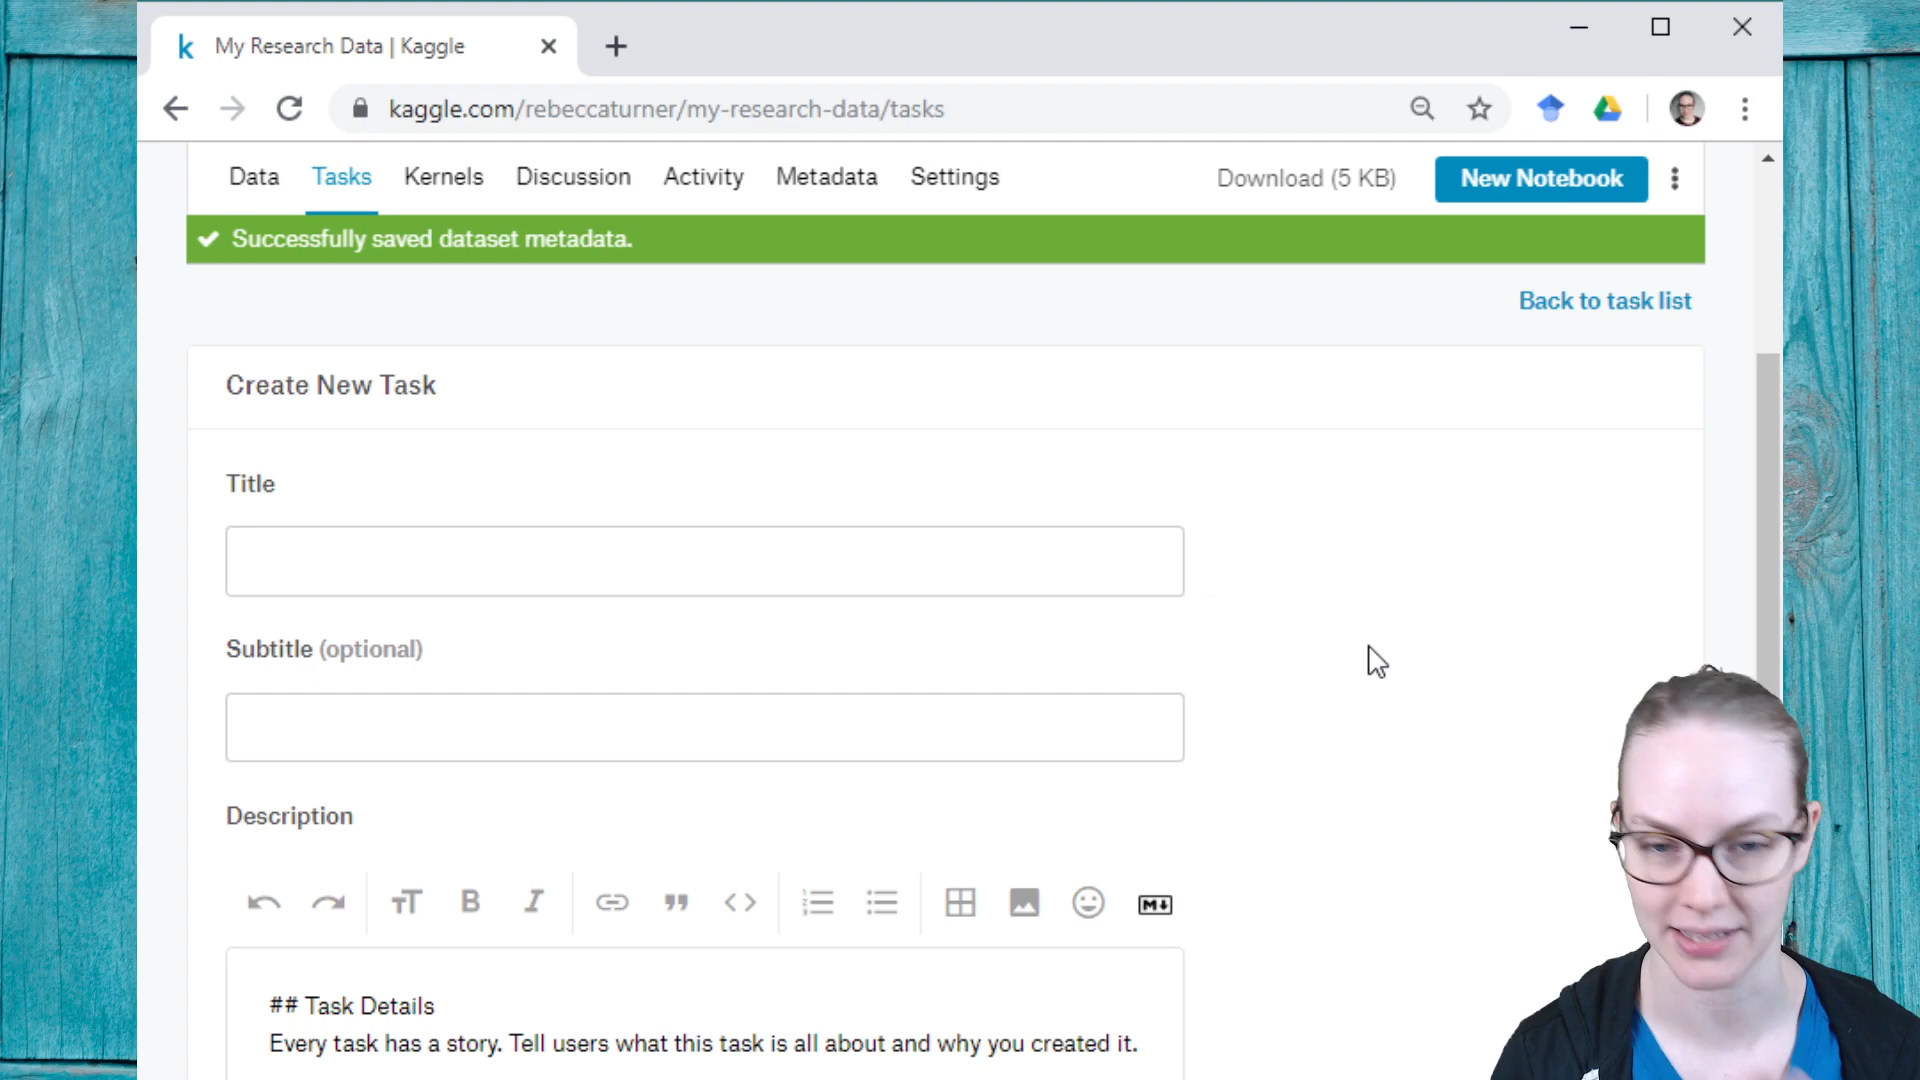 k My Research Data | Kaggle
kaggle.com/rebeccaturner/my-research-data/tasks
Data Tasks Kernels Discussion Activity Metadata Settings Download (5 KB) New Notebook
Successfully saved dataset metadata.
Back to task list
Create New Task
Title
Subtitle (optional)
Description
## Task Details
Every task has a story. Tell users what this task is all about and why you created it.